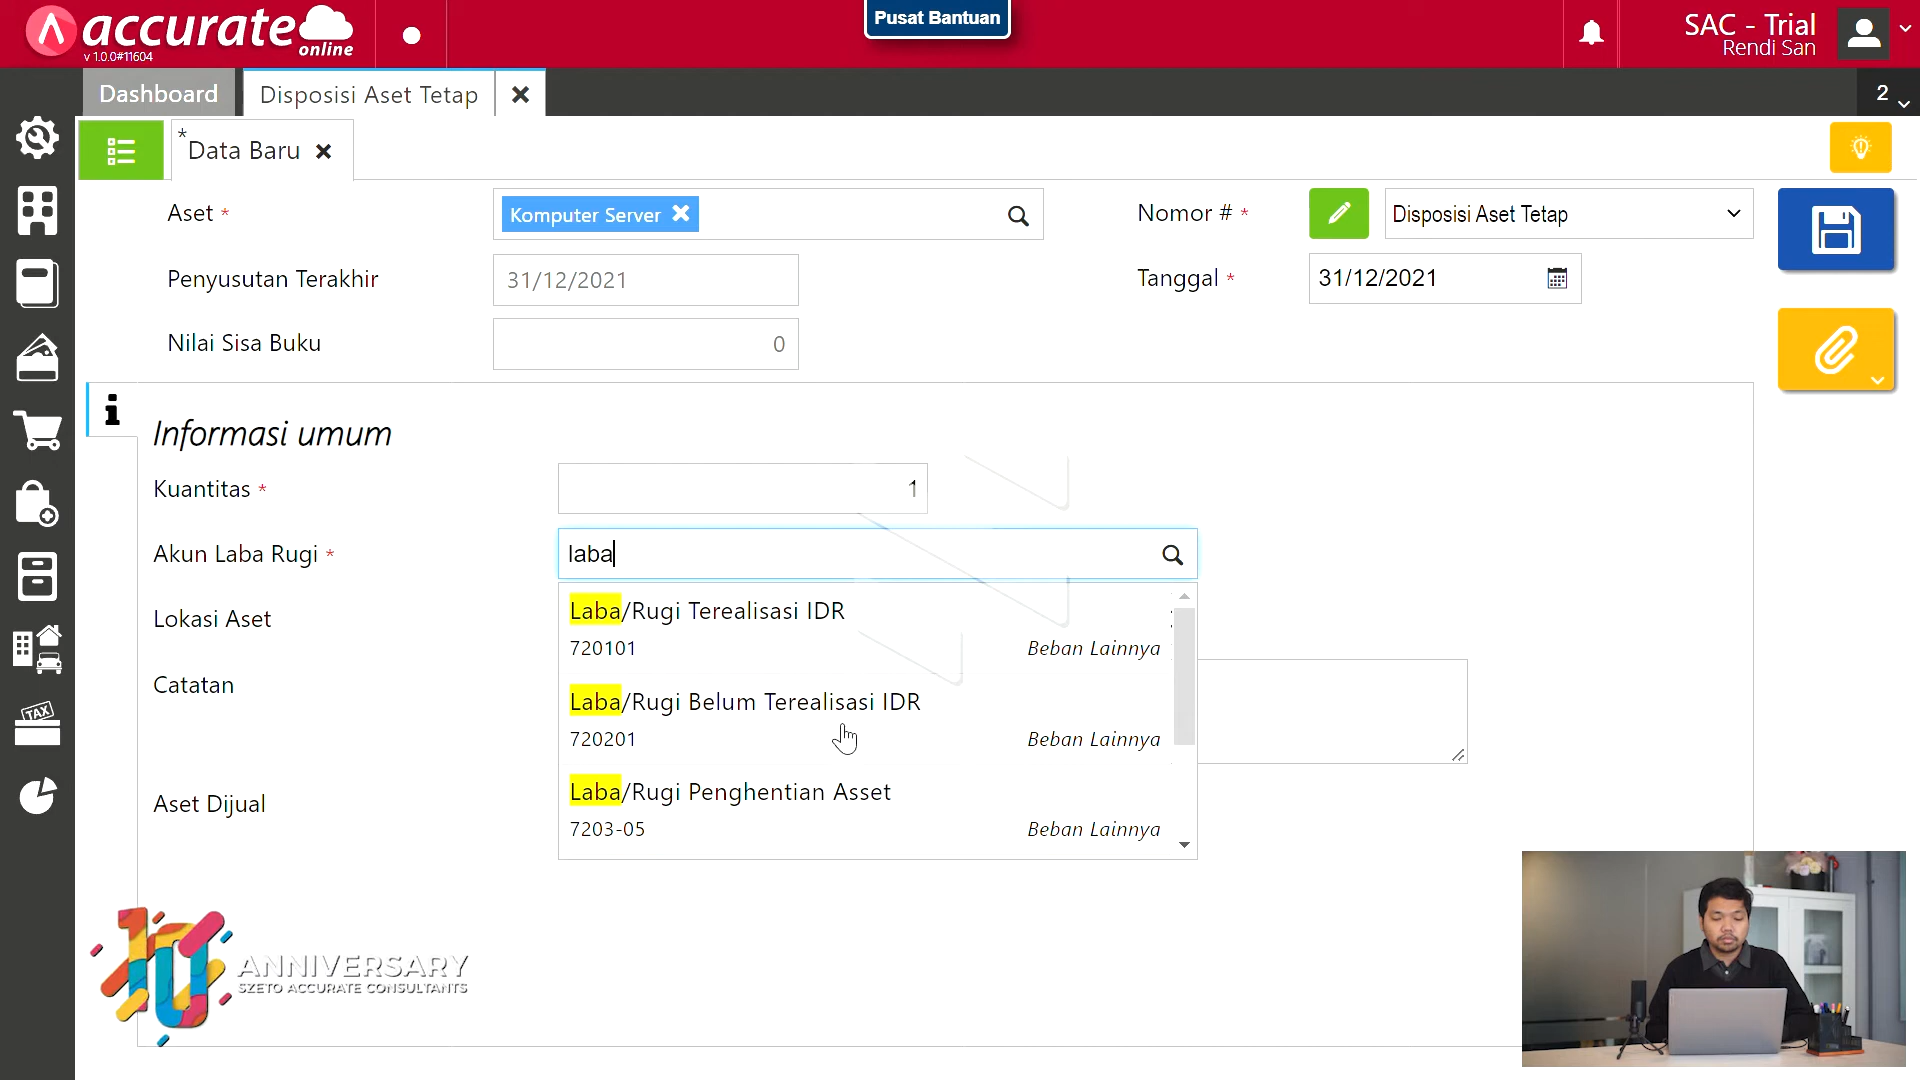 accurate
online
v 1.0.0#11604
Pusat Bantuan
SAC - Trial
Rendi San
Dashboard
Disposisi Aset Tetap
2
* Data Baru
Aset *
Komputer Server
Nomor # *
Disposisi Aset Tetap
Penyusutan Terakhir
31/12/2021
Tanggal *
31/12/2021
Nilai Sisa Buku
0
Informasi umum
Kuantitas *
1
Akun Laba Rugi *
laba
Laba/Rugi Terealisasi IDR
720101
Beban Lainnya
Lokasi Aset
Laba/Rugi Belum Terealisasi IDR
720201
Beban Lainnya
Catatan
Laba/Rugi Penghentian Asset
7203-05
Beban Lainnya
Aset Dijual
TAX
10
ANNIVERSARY
SZETO ACCURATE CONSULTANTS